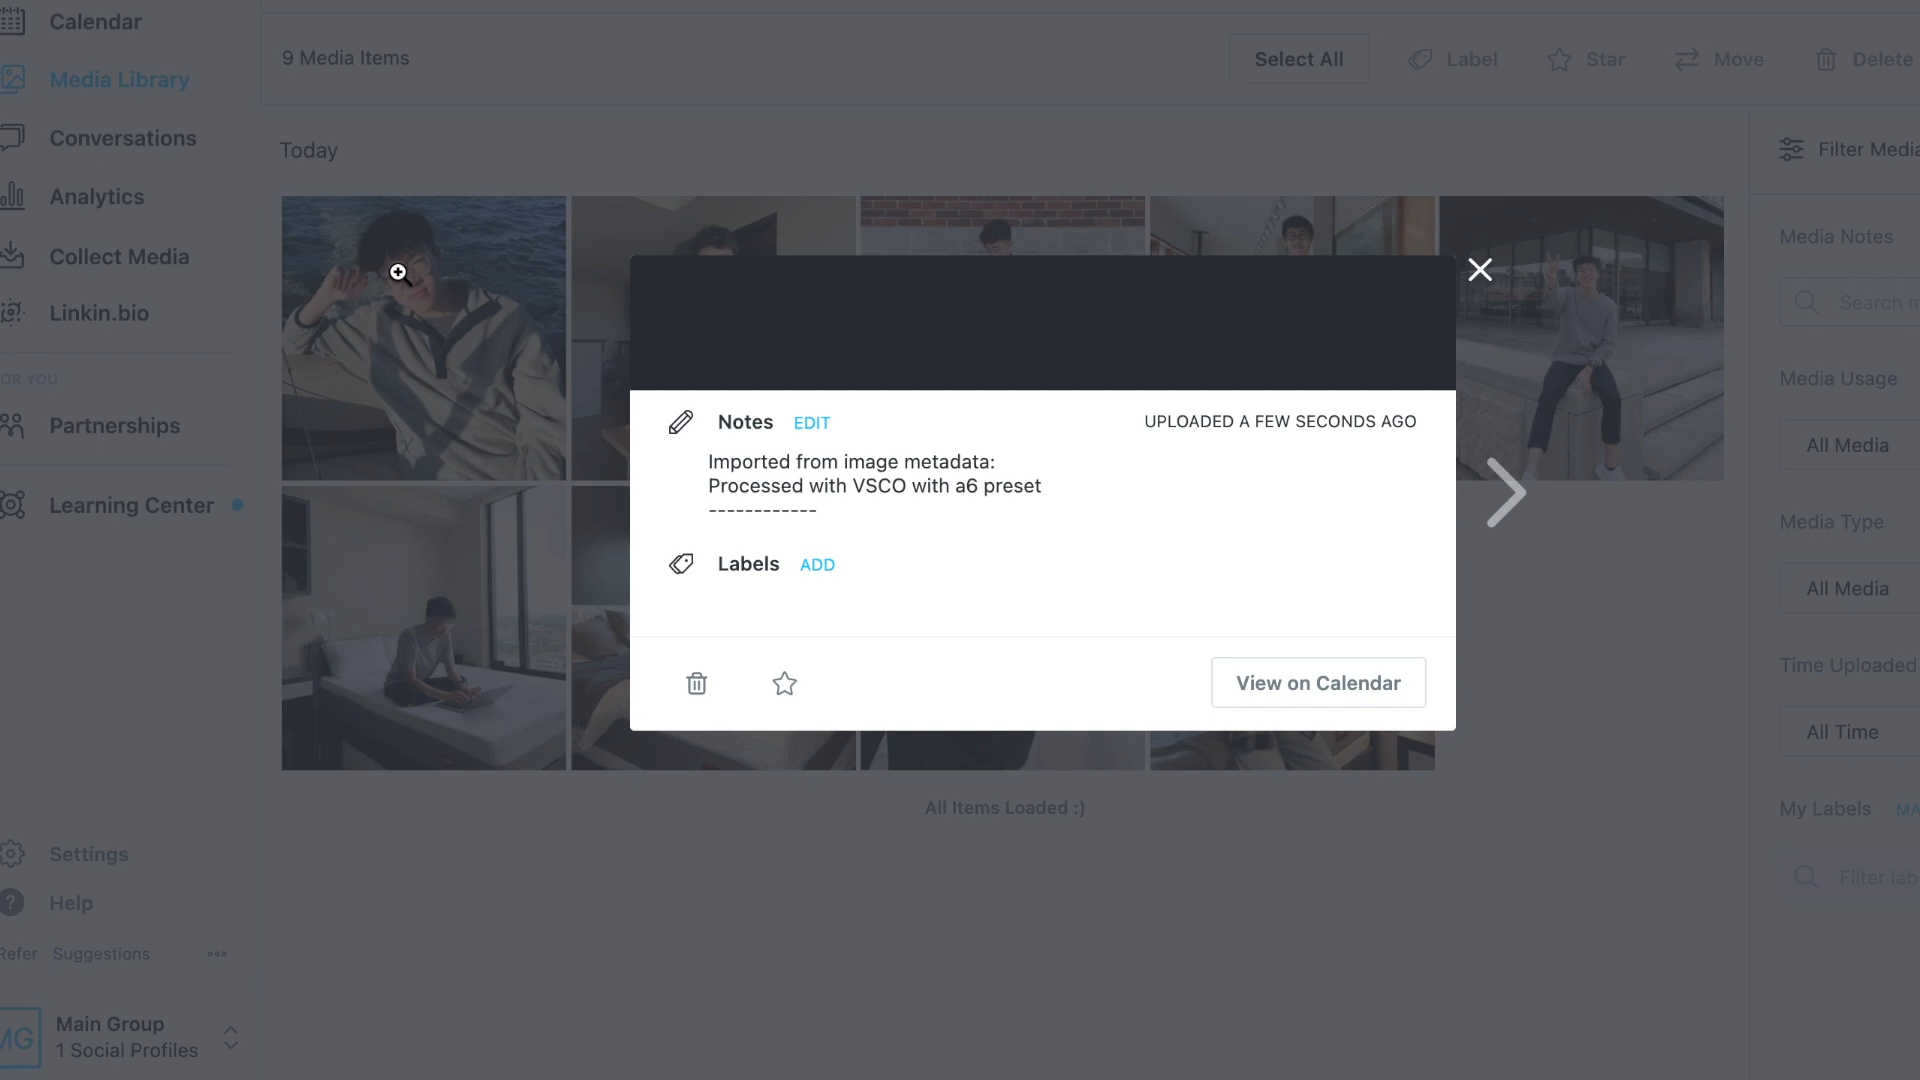 Calendar
Media Library
Conversations
Analytics
Collect Media
Linkin.bio
OR YOU
Partnerships
Learning Center
Settings
Help
Refer Suggestions
MG
Main Group
1 Social Profiles
9 Media Items
Select All
Label
Star
Move
Delete
Today
Notes EDIT
UPLOADED A FEW SECONDS AGO
Imported from image metadata:
Processed with VSCO with a6 preset
------------
Labels ADD
View on Calendar
All Items Loaded :)
Filter Media
Media Notes
Search m
Media Usage
All Media
Media Type
All Media
Time Uploaded
All Time
My Labels MA
Filter lab